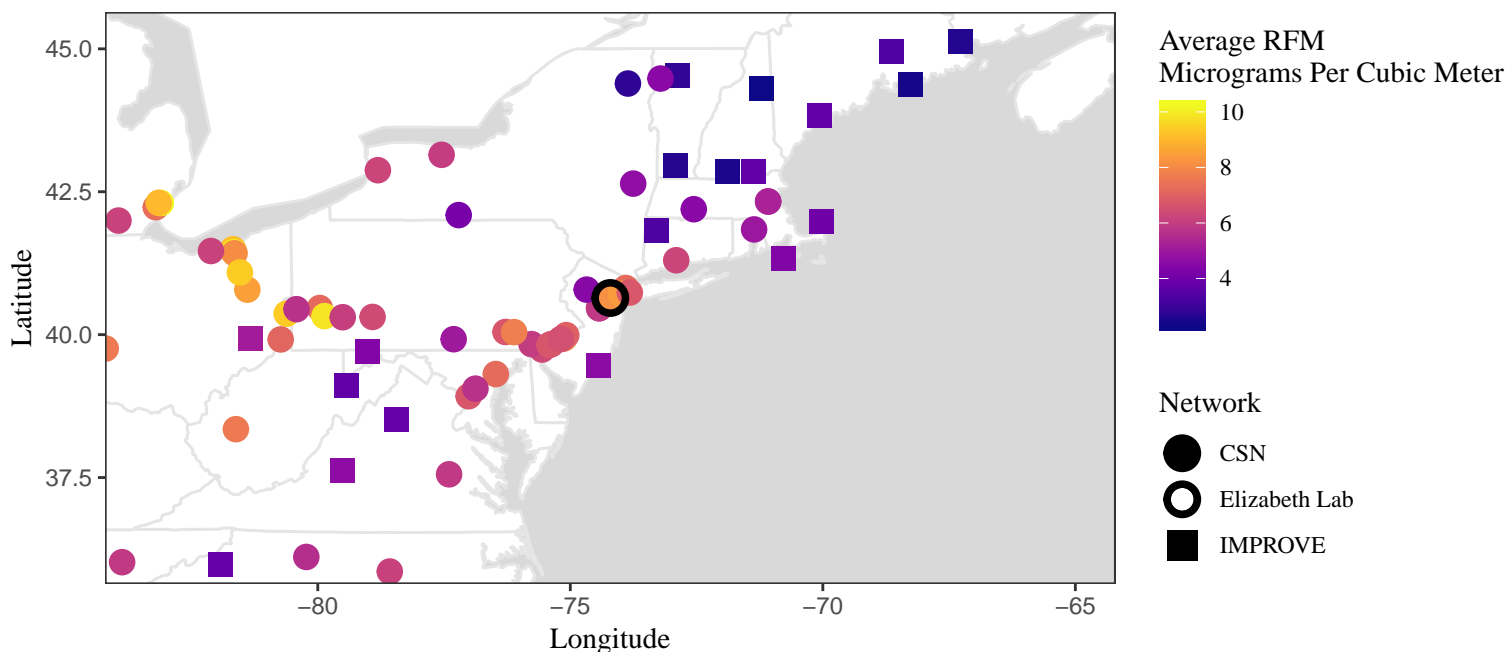 45.0
42.5
40.0
37.5
Latitude
−80
−75
−70
−65
Longitude
Average RFM
Micrograms Per Cubic Meter
10
8
6
4
Network
CSN
Elizabeth Lab
IMPROVE